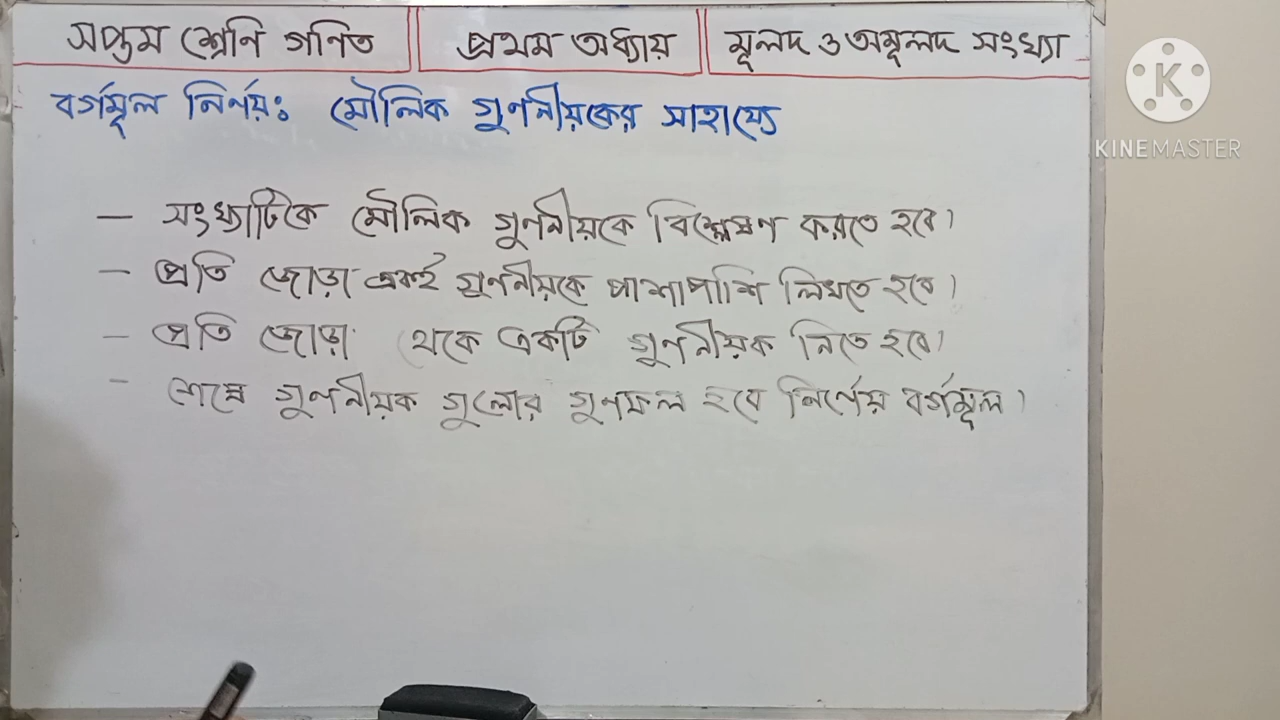 সপ্তম শ্রেণি গণিত প্রথম অধ্যায় মূলদ ও অমূলদ সংখ্যা
বর্গমূল নির্ণয়ঃ মৌলিক গুণনীয়কের সাহায্যে
K
KINEMASTER
— সংখ্যাটিকে মৌলিক গুণনীয়কে বিশ্লেষণ করতে হবে।
— প্রতি জোড়া একই গুণনীয়কে পাশাপাশি লিখতে হবে।
— প্রতি জোড়া থেকে একটি গুণনীয়ক নিতে হবে।
— শেষে গুণনীয়ক গুলোর গুণফল হবে নির্ণেয় বর্গমূল।